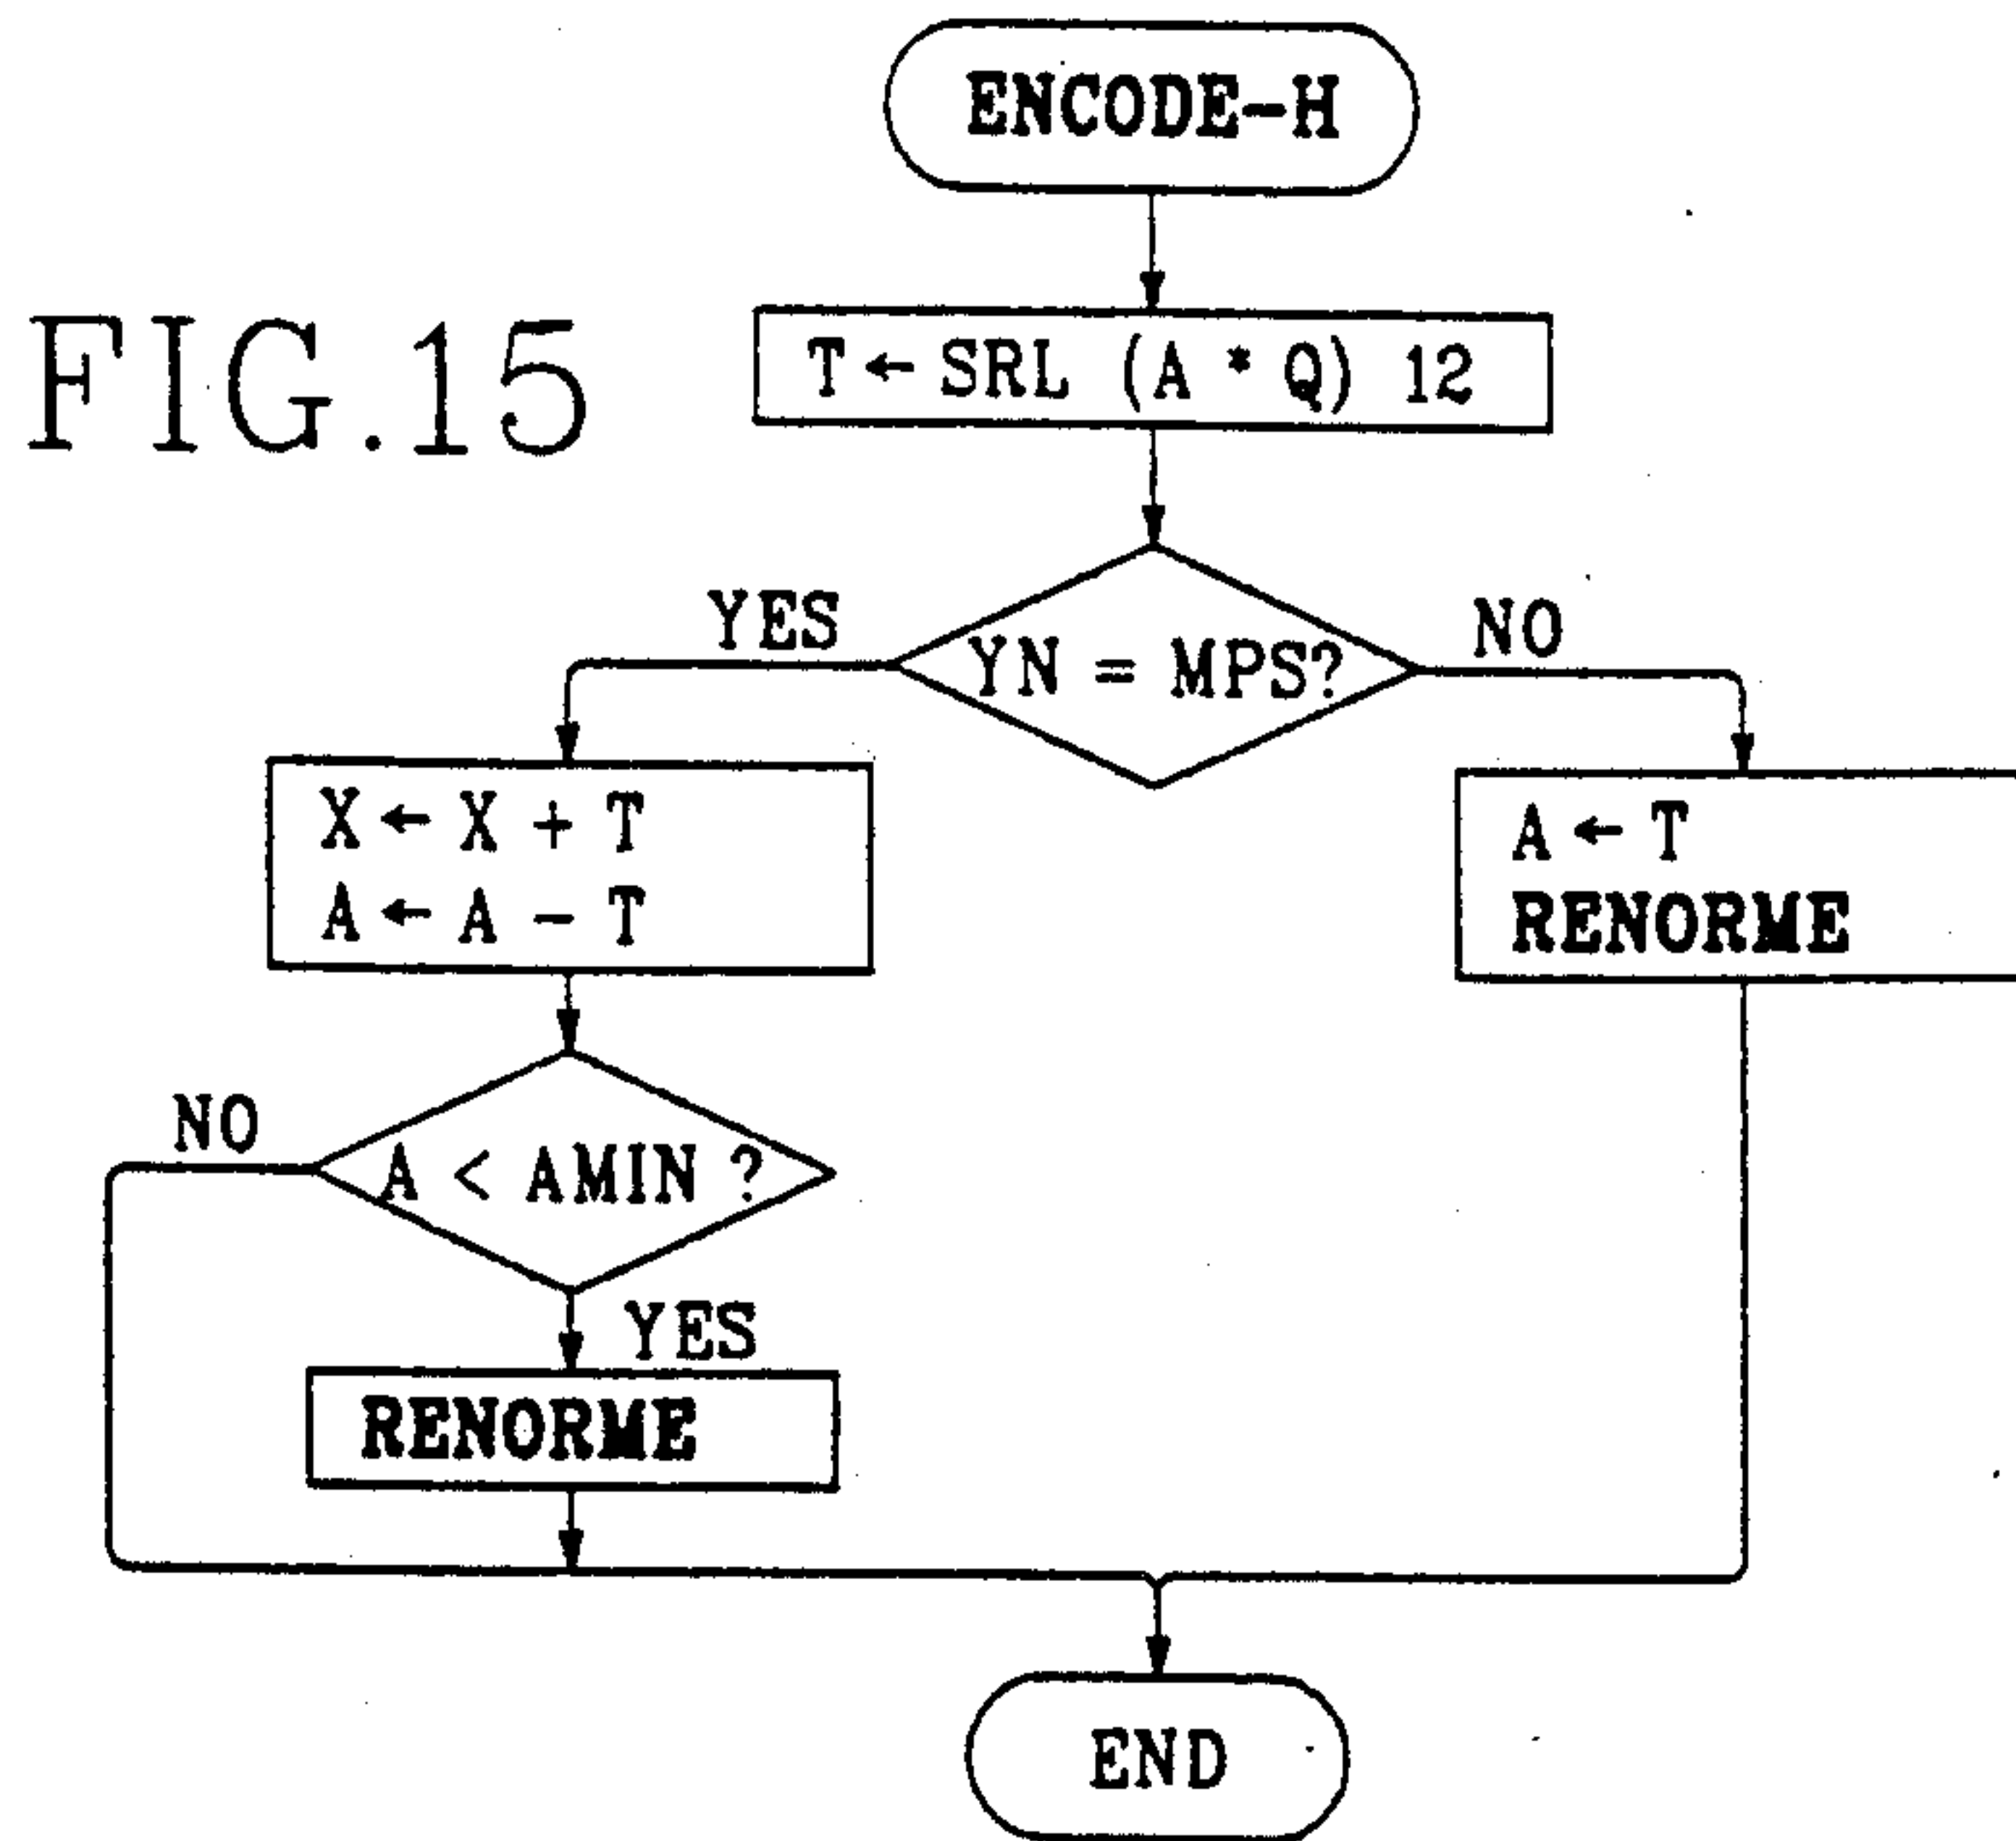 ENCODE-H
FIG.15
T ← SRL (A * Q) 12
YES
NO
YN = MPS?
X ← X + T
A ← A - T
A ← T
RENORME
NO
A < AMIN ?
YES
RENORME
END